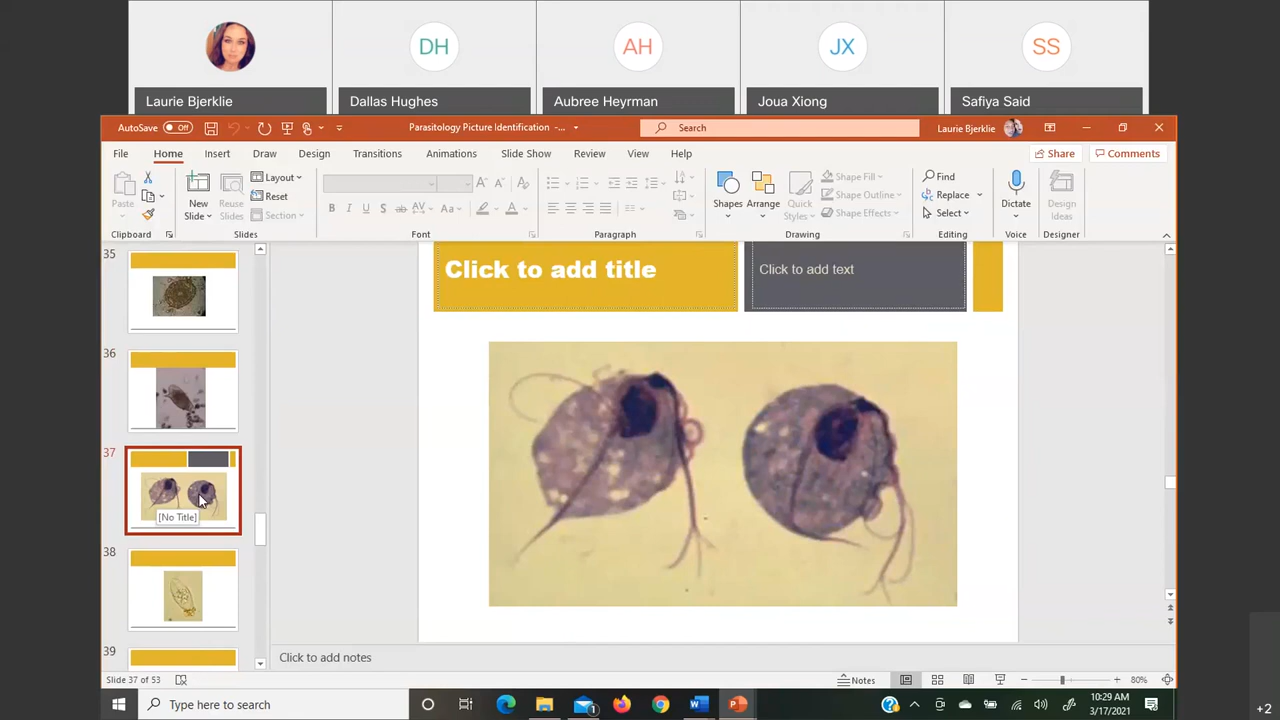 DH
AH
JX
SS
Laurie Bjerklie
Dallas Hughes
Aubree Heyrman
Joua Xiong
Safiya Said
AutoSave Off
Parasitology Picture Identification -...
Search
Laurie Bjerklie
File Home Insert Draw Design Transitions Animations Slide Show Review View Help
Share
Comments
Paste
New Slide
Reuse Slides
Layout
Reset
Section
B I U S ab AV Aa A
Shapes
Arrange
Quick Styles
Shape Fill
Shape Outline
Shape Effects
Find
Replace
Select
Dictate
Design Ideas
Clipboard
Slides
Font
Paragraph
Drawing
Editing
Voice
Designer
35
36
37
[No Title]
38
39
Click to add title
Click to add text
Click to add notes
Slide 37 of 53
Notes
80%
Type here to search
1
10:29 AM
3/17/2021
+2